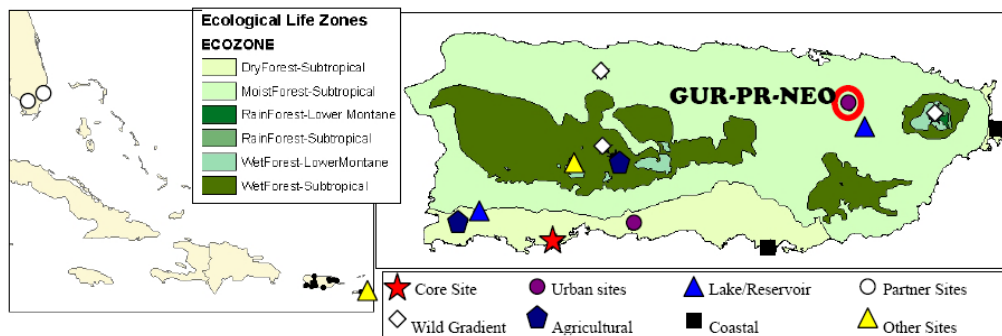 Ecological Life Zones
ECOZONE
DryForest-Subtropical
MoistForest-Subtropical
RainForest-Lower Montane
RainForest-Subtropical
WetForest-LowerMontane
WetForest-Subtropical
GUR-PR-NEO
Core Site
Urban sites
Lake/Reservoir
Partner Sites
Wild Gradient
Agricultural
Coastal
Other Sites